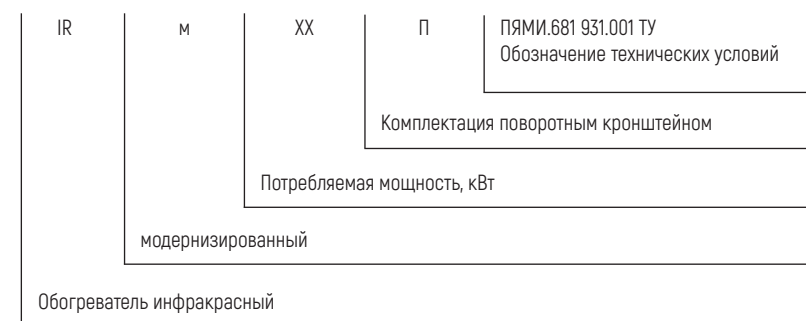 IR м XX П ПЯМИ.681 931.001 ТУ
Обозначение технических условий
Комплектация поворотным кронштейном
Потребляемая мощность, кВт
модернизированный
Обогреватель инфракрасный